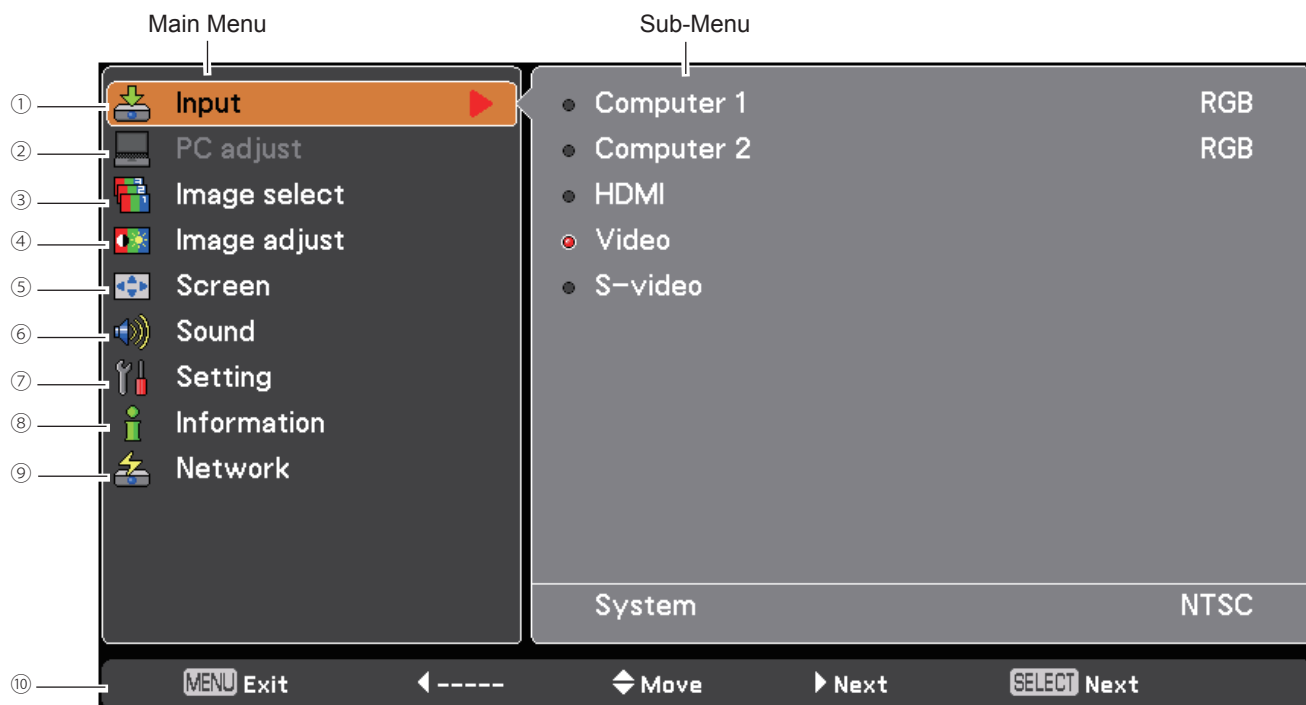 Main Menu Sub-Menu
① Input Computer 1 RGB
② PC adjust Computer 2 RGB
③ Image select HDMI
④ Image adjust Video
⑤ Screen S-video
⑥ Sound
⑦ Setting
⑧ Information
⑨ Network
System NTSC
⑩ MENU Exit ----- Move Next SELECT Next